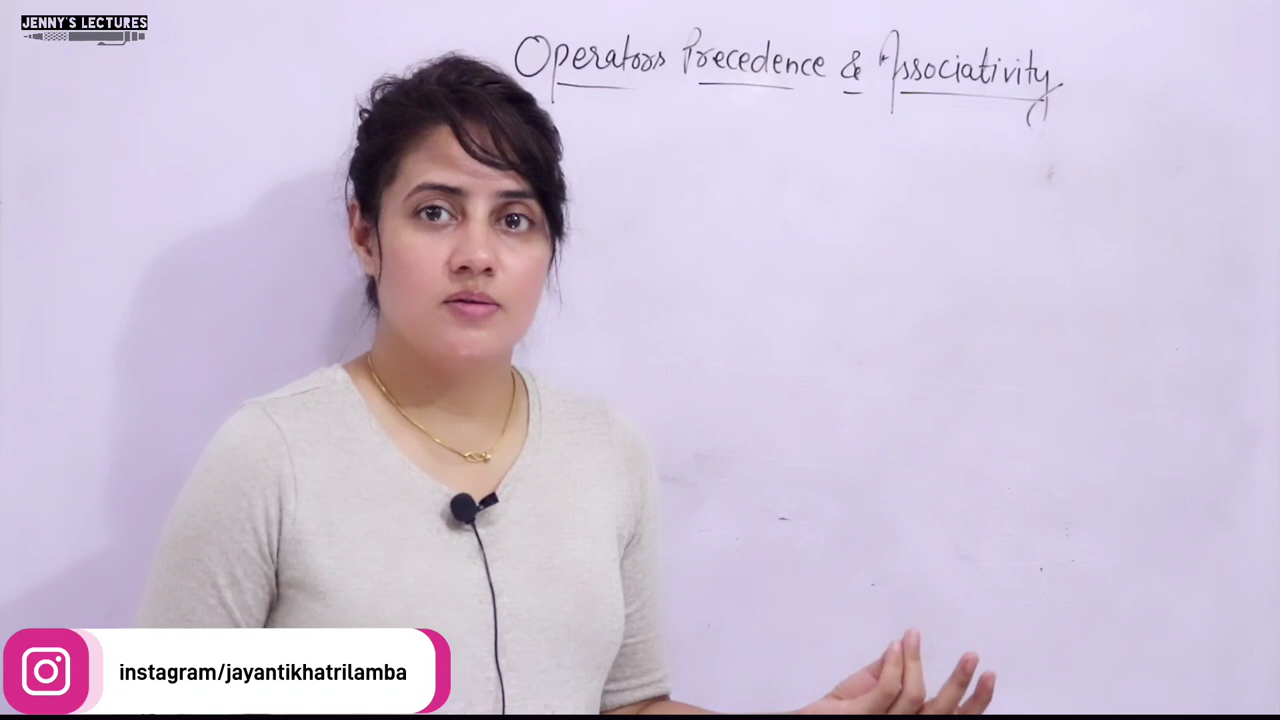 JENNY'S LECTURES
Operators Precedence & Associativity
instagram/jayantikhatrilamba